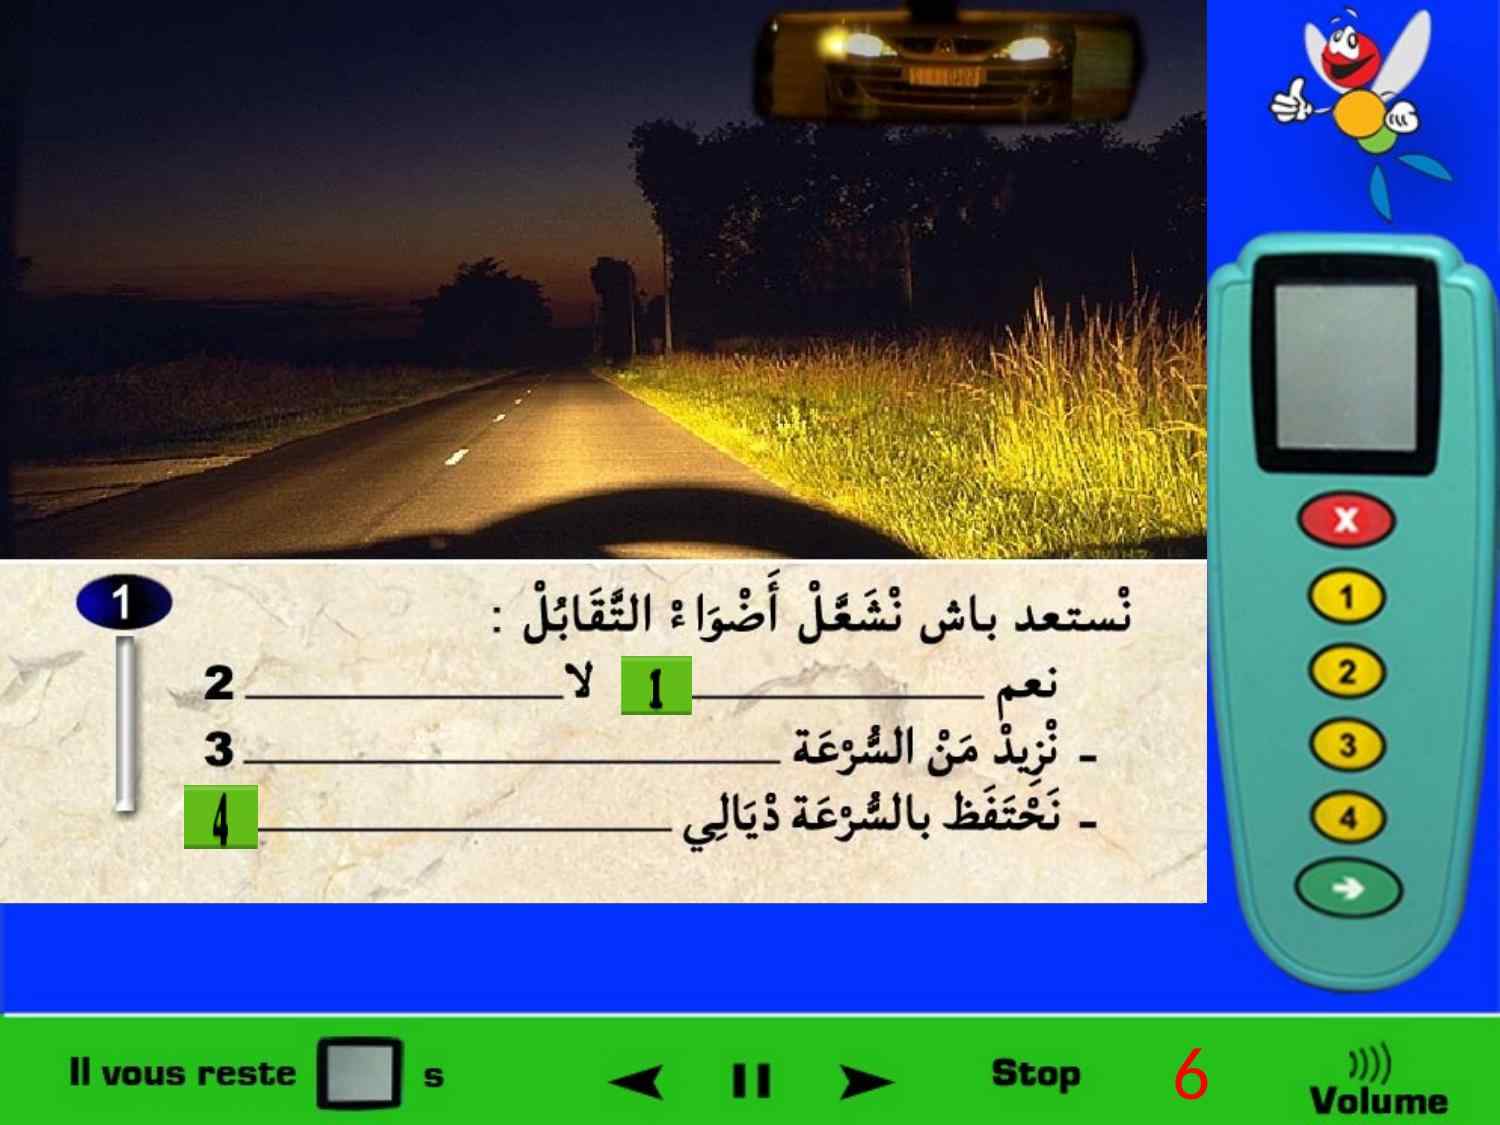 1
نْستعد باش نْشَعَّلْ أَضْوَاءْ التَّقَابُلْ :
نعم 1 لا 2
- نْزِيدْ مَنْ السُّرْعَة 3
- نَحْتَفَظ بالسُّرْعَة دْيَالِي 4
X
1
2
3
4
Il vous reste s Stop 6 Volume